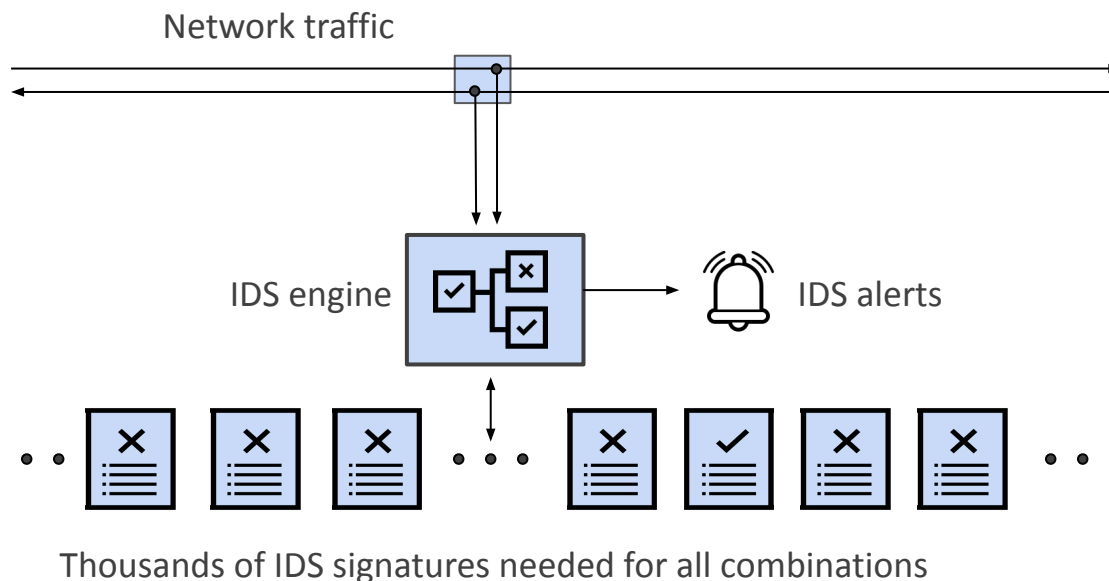 Network traffic
IDS engine
IDS alerts
Thousands of IDS signatures needed for all combinations